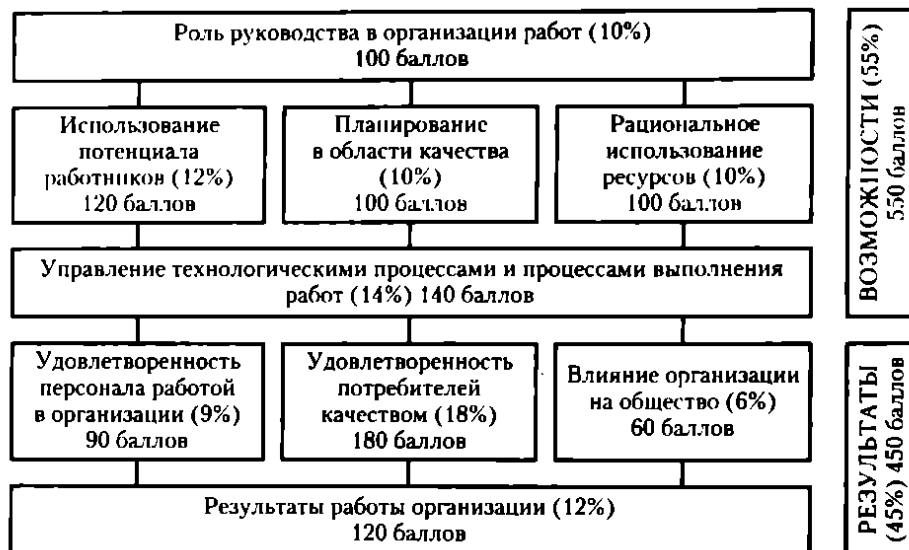 Роль руководства в организации работ (10%)
100 баллов
Использование
потенциала
работников (12%)
120 баллов
Планирование
в области качества
(10%)
100 баллов
Рациональное
использование
ресурсов (10%)
100 баллов
Управление технологическими процессами и процессами выполнения
работ (14%) 140 баллов
ВОЗМОЖНОСТИ (55%)
550 баллов
Удовлетворенность
персонала работой
в организации (9%)
90 баллов
Удовлетворенность
потребителей
качеством (18%)
180 баллов
Влияние организации
на общество (6%)
60 баллов
Результаты работы организации (12%)
120 баллов
РЕЗУЛЬТАТЫ
(45%) 450 баллов